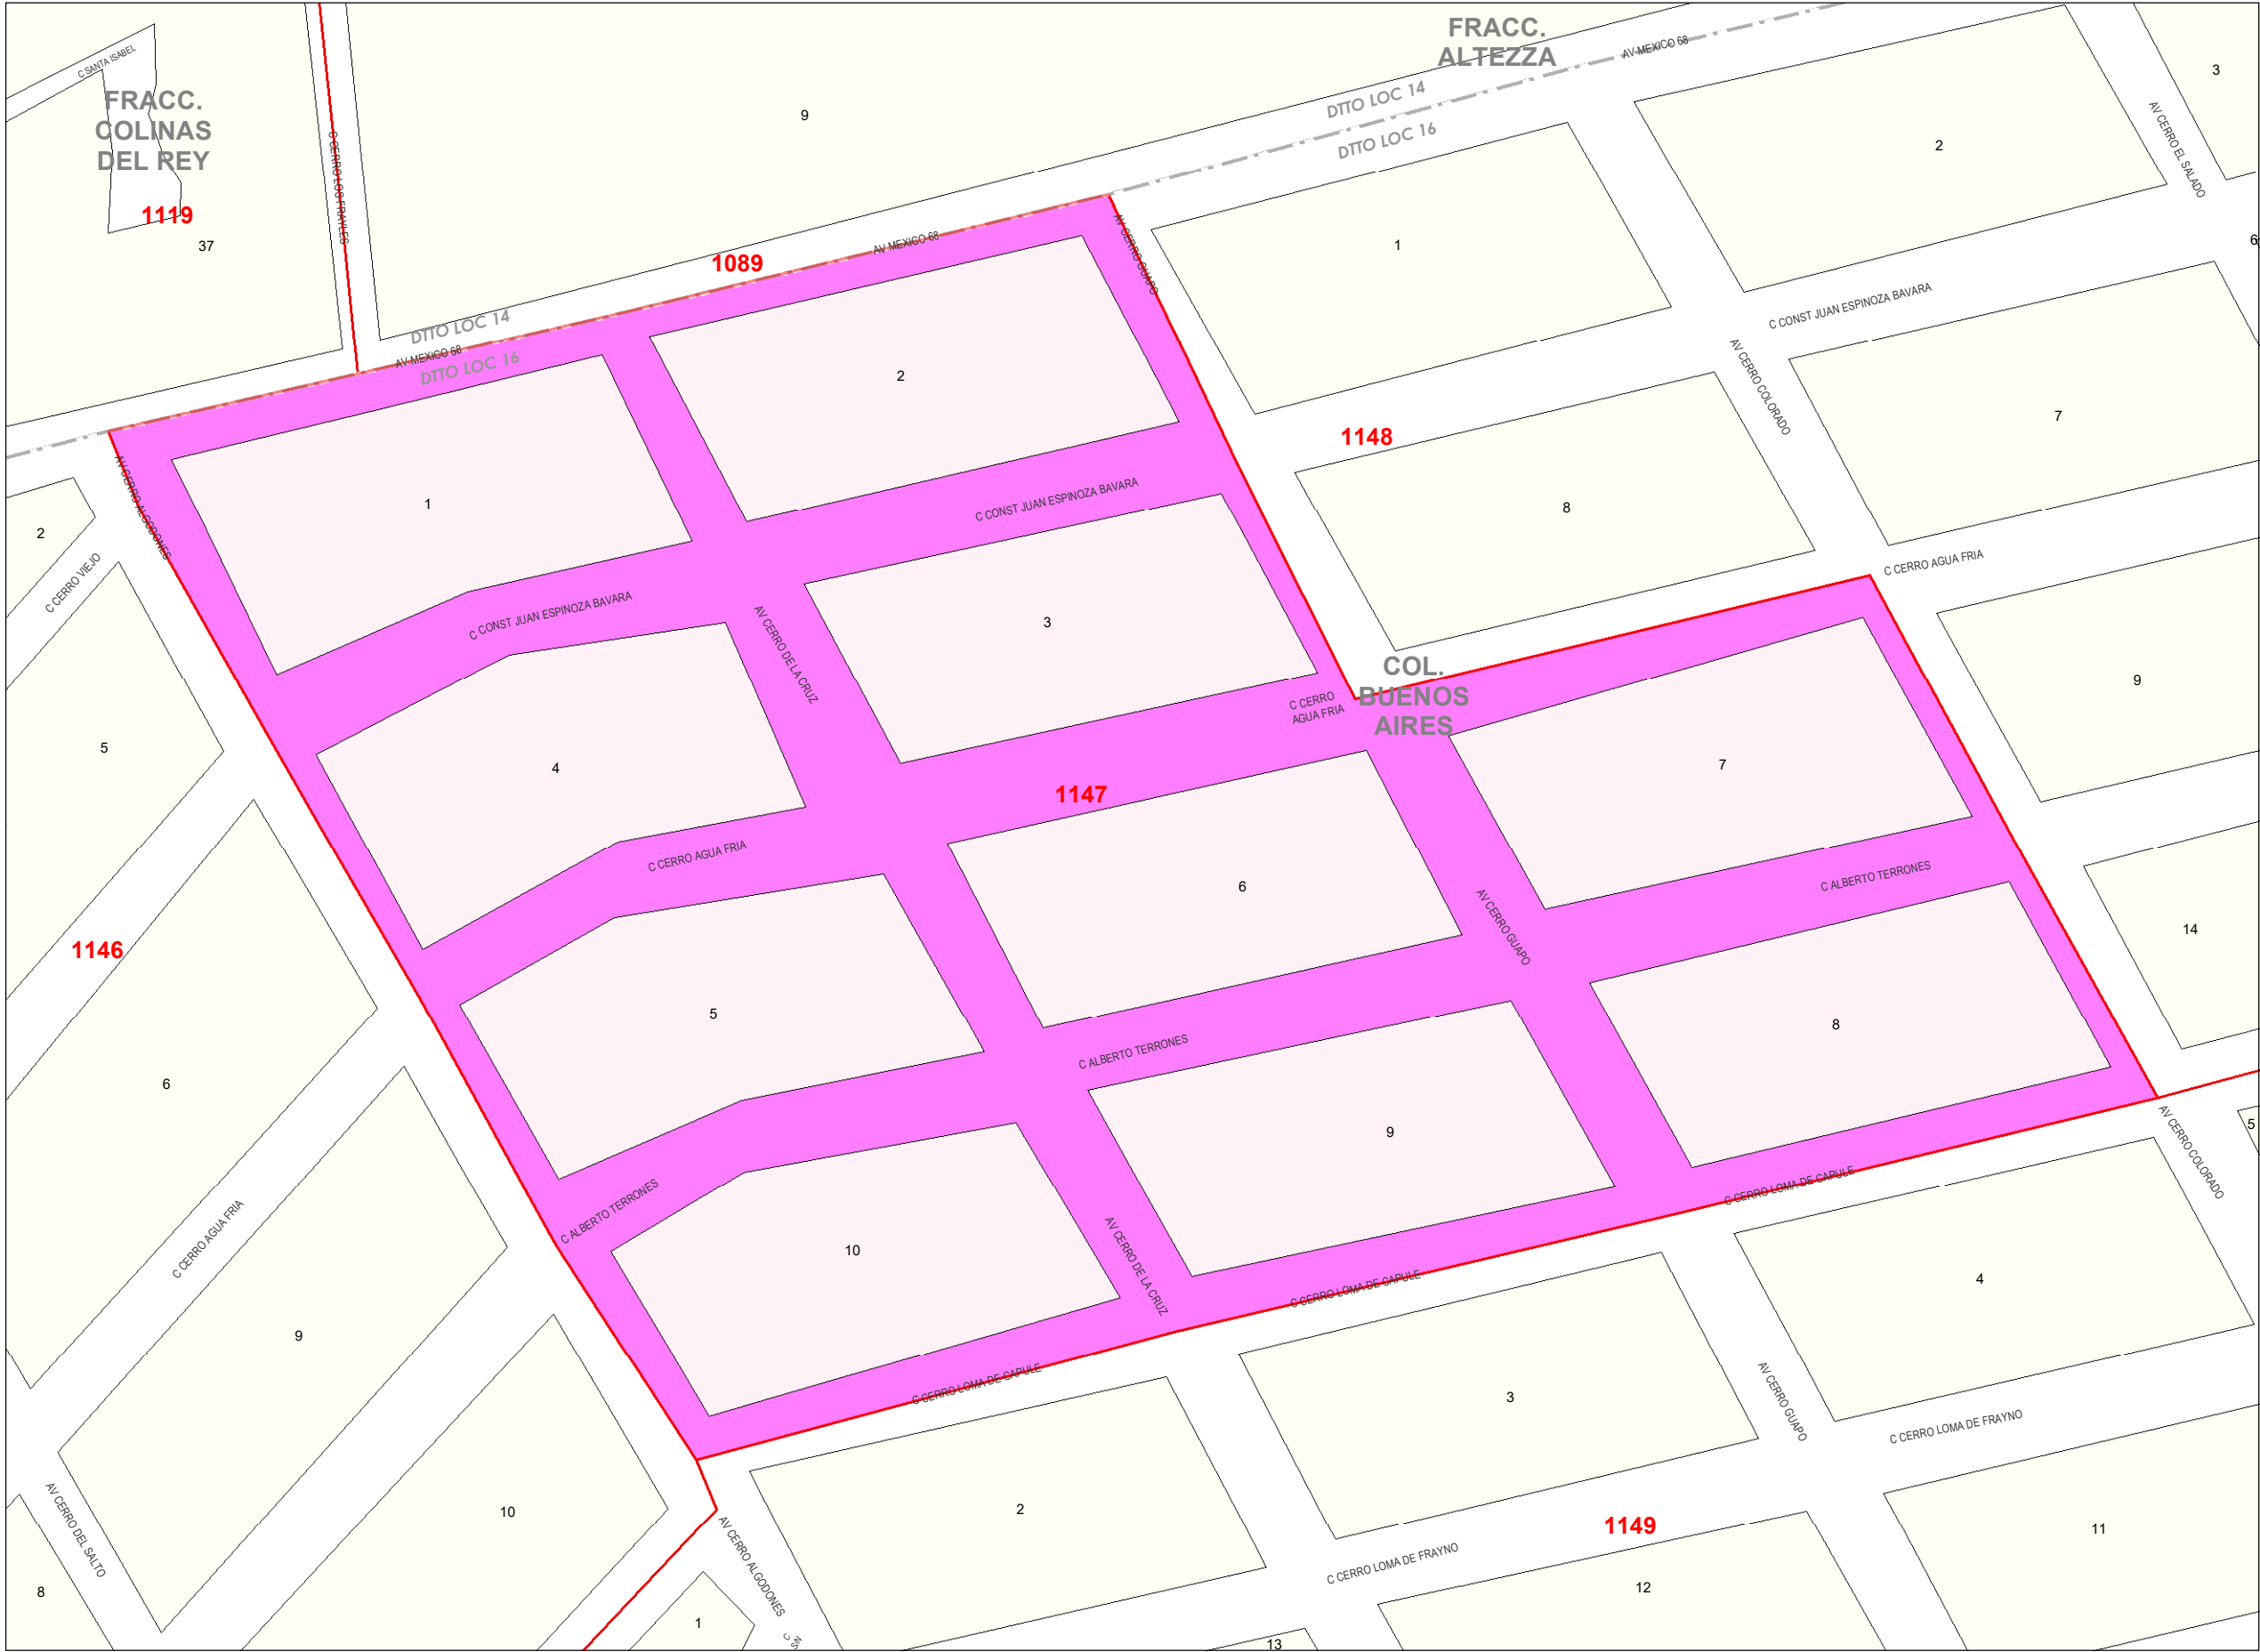 FRACC.
ALTEZZA
C SANTA ISABEL
AV MEXICO 68
3
FRACC.
COLINAS
DEL REY
DTTO LOC 14
9
DTTO LOC 16
2
AV CERRO EL SALADO
C CERRO LOS FRAYLES
1119
37
AV MEXICO 68
AV CERRO GUAPO
1
6
1089
DTTO LOC 14
C CONST JUAN ESPINOZA BAVARA
AV MEXICO 68
DTTO LOC 16
2
AV CERRO COLORADO
7
1148
AV CERRO ALGODONES
1
C CONST JUAN ESPINOZA BAVARA
8
2
C CERRO VIEJO
C CERRO AGUA FRIA
C CONST JUAN ESPINOZA BAVARA
AV CERRO DE LA CRUZ
3
COL.
BUENOS
AIRES
C CERRO
AGUA FRIA
9
5
4
7
1147
C CERRO AGUA FRIA
6
C ALBERTO TERRONES
AV CERRO GUAPO
14
1146
5
8
C ALBERTO TERRONES
6
9
5
AV CERRO COLORADO
C ALBERTO TERRONES
C CERRO LOMA DE CAPULE
C CERRO AGUA FRIA
10
AV CERRO DE LA CRUZ
4
C CERRO LOMA DE CAPULE
9
C CERRO LOMA DE CAPULE
3
AV CERRO GUAPO
C CERRO LOMA DE FRAYNO
AV CERRO DEL SALTO
10
2
1149
11
AV CERRO ALGODONES
C CERRO LOMA DE FRAYNO
12
8
1
C SN
13